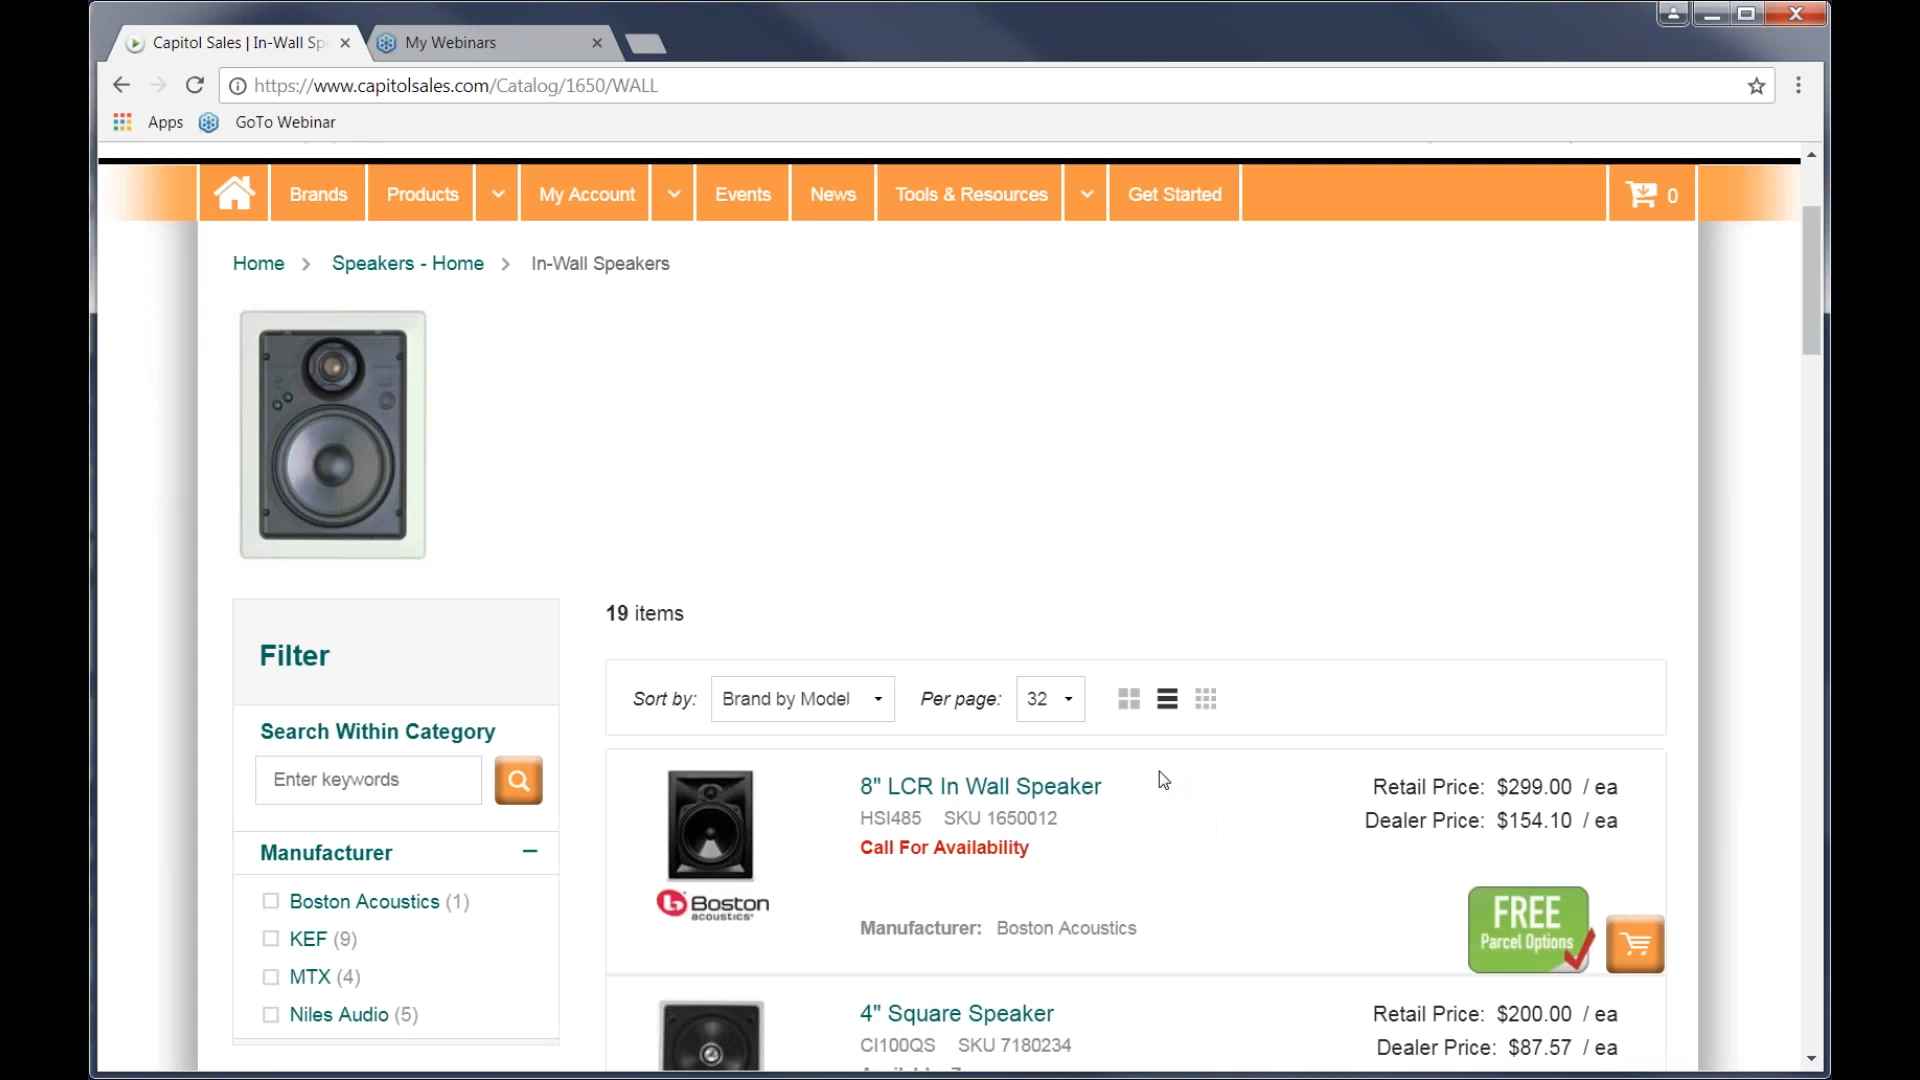 Capitol Sales | In-Wall Sp
My Webinars
https://www.capitolsales.com/Catalog/1650/WALL
Apps
GoTo Webinar
Brands
Products
My Account
Events
News
Tools & Resources
Get Started
0
Home
Speakers - Home
In-Wall Speakers
19 items
Filter
Sort by: Brand by Model
Per page: 32
Search Within Category
Enter keywords
Manufacturer
Boston Acoustics (1)
KEF (9)
MTX (4)
Niles Audio (5)
8" LCR In Wall Speaker
HSI485 SKU 1650012
Call For Availability
Retail Price: $299.00 / ea
Dealer Price: $154.10 / ea
Boston
acoustics
Manufacturer: Boston Acoustics
FREE
Parcel Options
4" Square Speaker
CI100QS SKU 7180234
Retail Price: $200.00 / ea
Dealer Price: $87.57 / ea